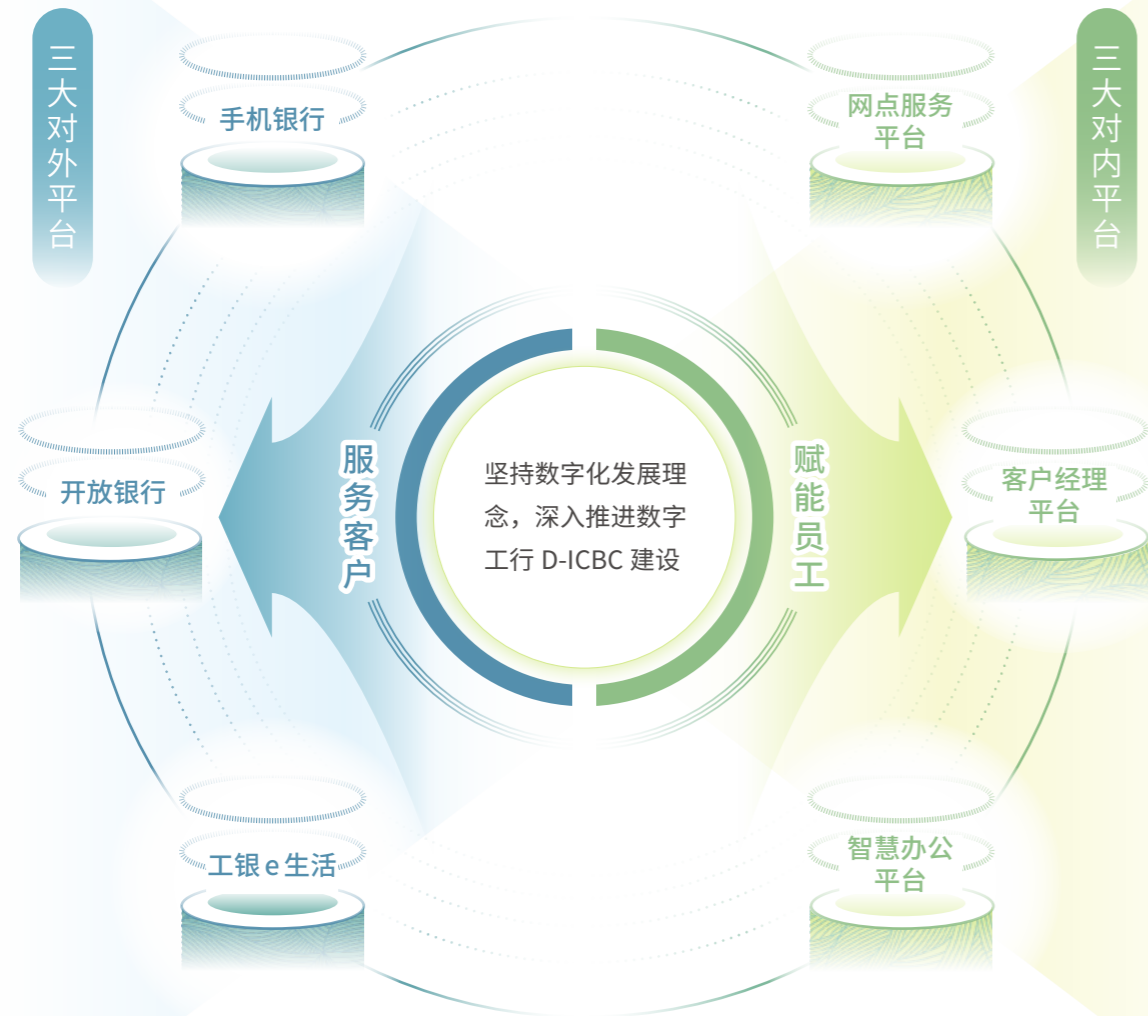 三大对外平台
手机银行
开放银行
工银e生活
服务客户
坚持数字化发展理
念，深入推进数字
工行 D-ICBC 建设
赋能员工
三大对内平台
网点服务
平台
客户经理
平台
智慧办公
平台